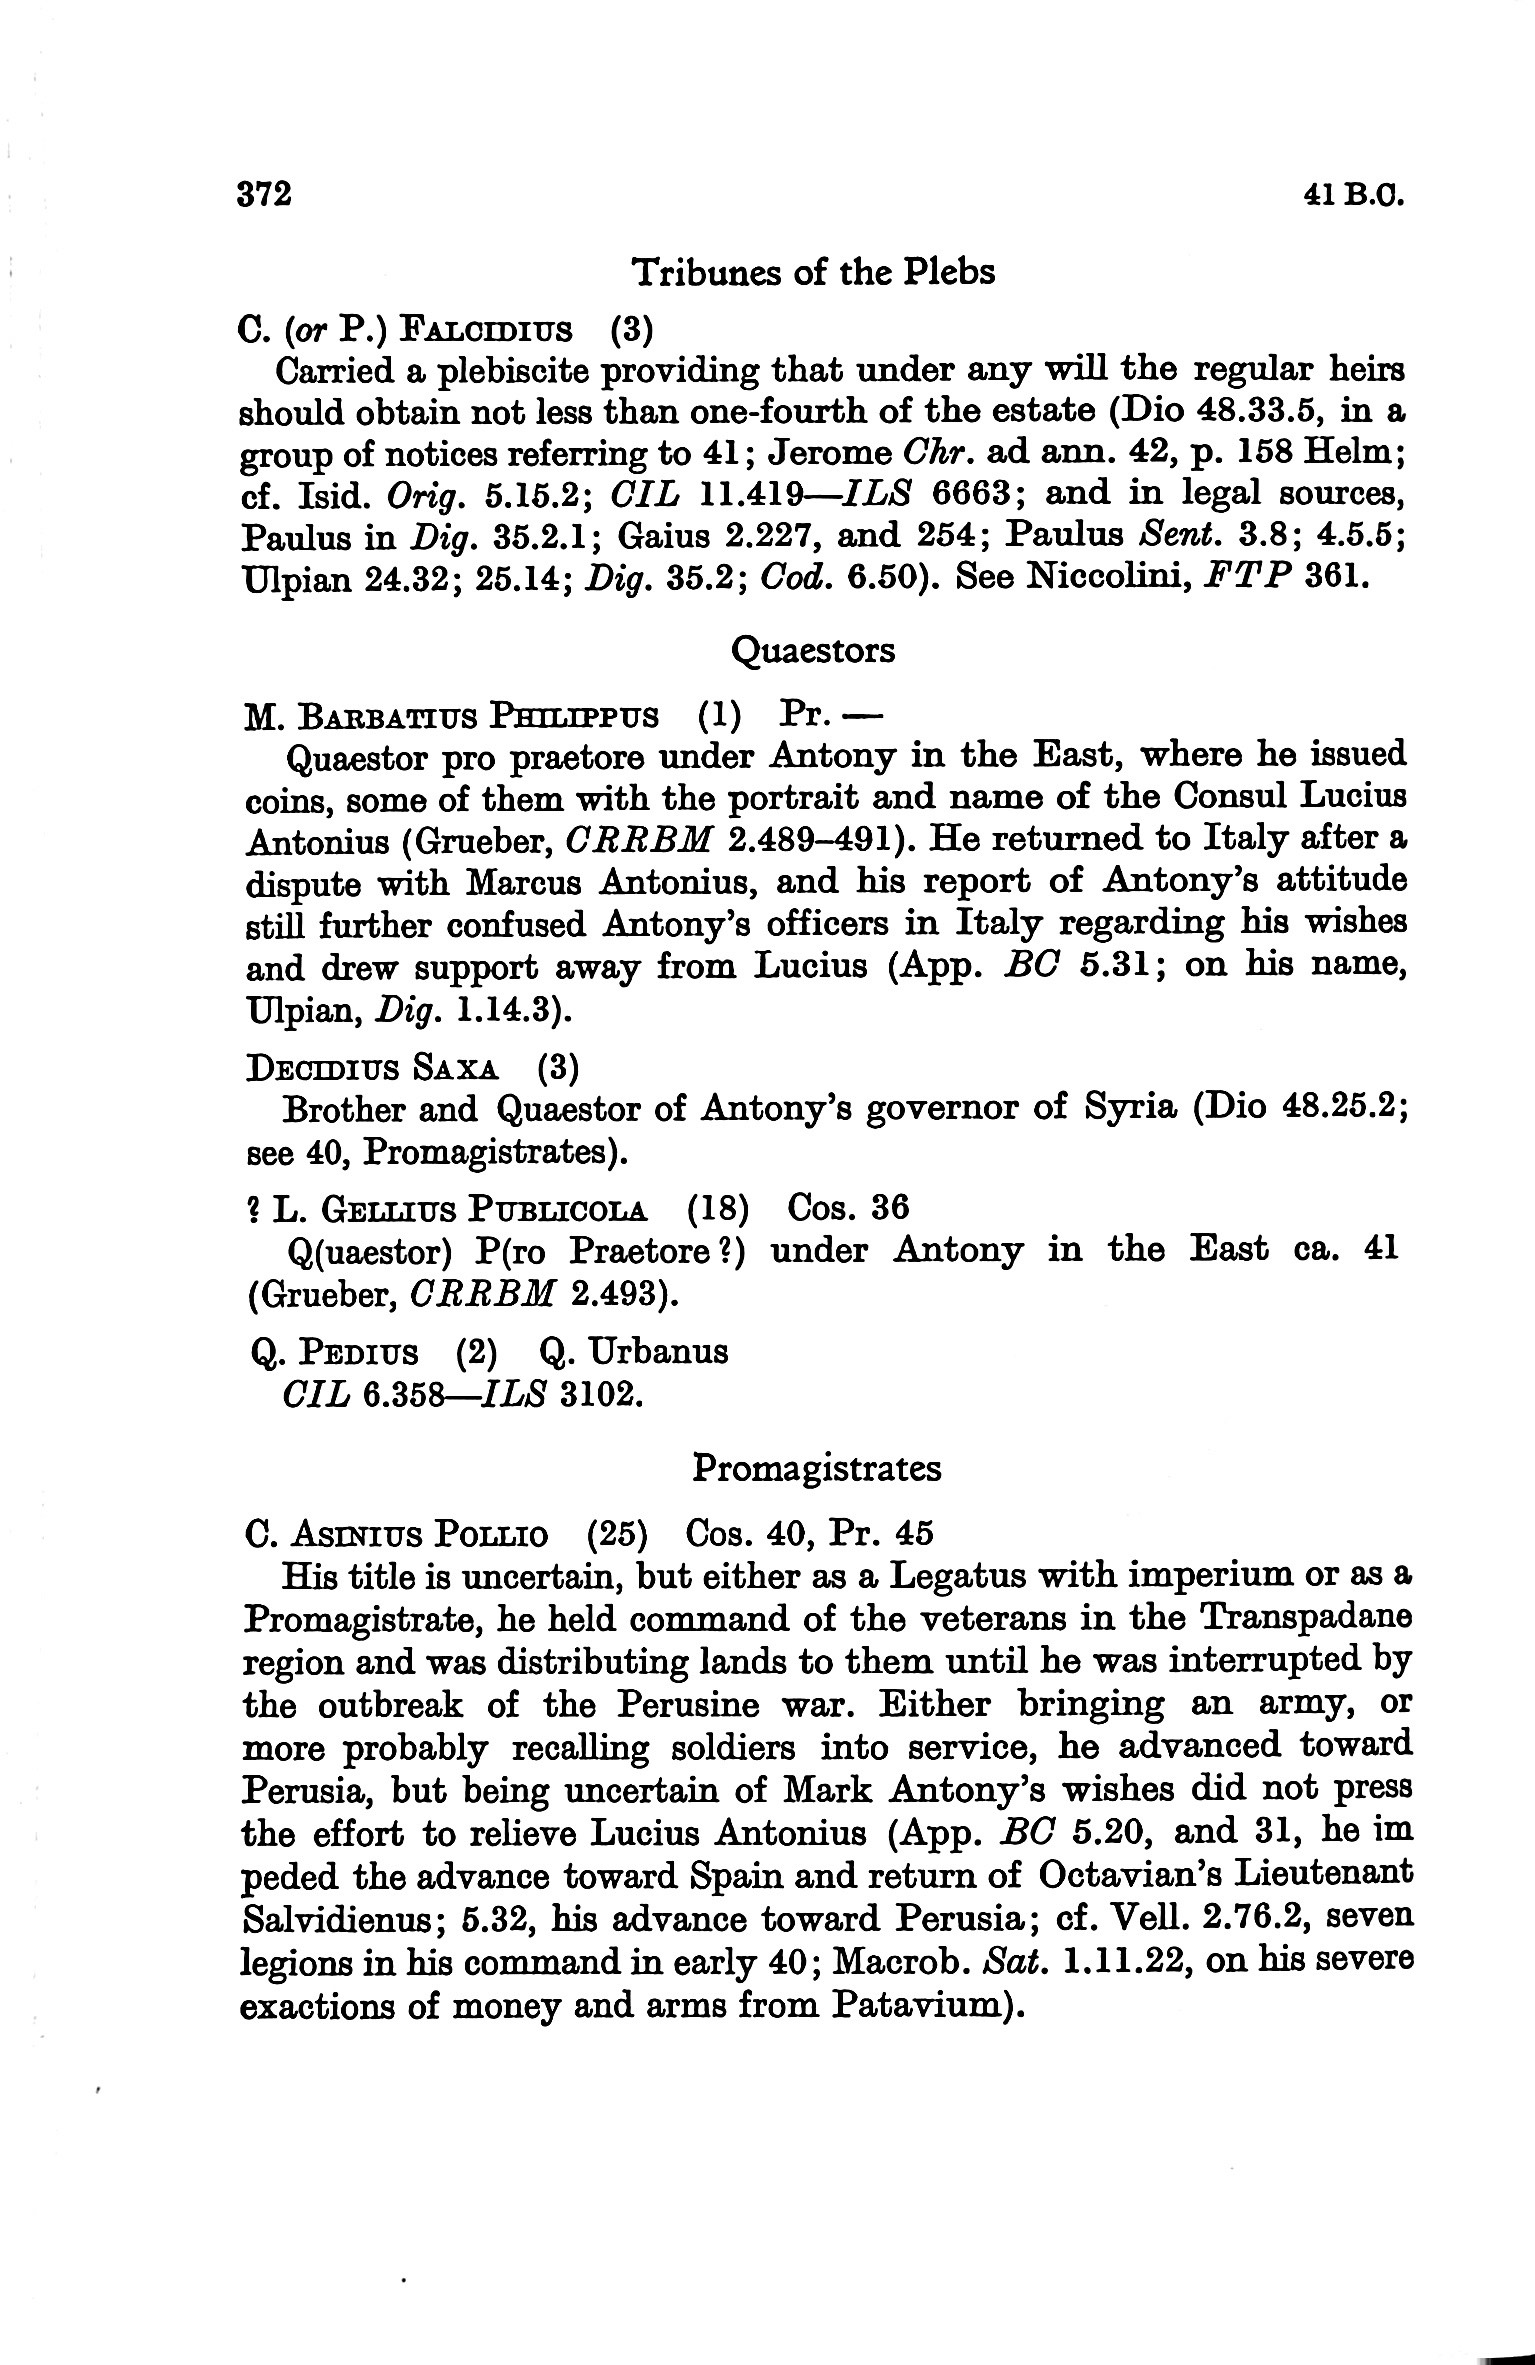 372 41 B.C.
Tribunes of the Plebs
C. (or P.) FALCIDIUS (3)
Carried a plebiscite providing that under any will the regular heirs
should obtain not less than one-fourth of the estate (Dio 48.33.5, in a
group of notices referring to 41; Jerome Chr. ad ann. 42, p. 158 Helm;
cf. Isid. Orig. 5.15.2; CIL 11.419—ILS 6663; and in legal sources,
Paulus in Dig. 35.2.1; Gaius 2.227, and 254; Paulus Sent. 3.8; 4.5.5;
Ulpian 24.32; 25.14; Dig. 35.2; Cod. 6.50). See Niccolini, FTP 361.
Quaestors
M. BARBATIUS PHILIPPUS (1) Pr. —
Quaestor pro praetore under Antony in the East, where he issued
coins, some of them with the portrait and name of the Consul Lucius
Antonius (Grueber, CRRBM 2.489–491). He returned to Italy after a
dispute with Marcus Antonius, and his report of Antony's attitude
still further confused Antony's officers in Italy regarding his wishes
and drew support away from Lucius (App. BC 5.31; on his name,
Ulpian, Dig. 1.14.3).
DECIDIUS SAXA (3)
Brother and Quaestor of Antony's governor of Syria (Dio 48.25.2;
see 40, Promagistrates).
? L. GELLIUS PUBLICOLA (18) Cos. 36
Q(uaestor) P(ro Praetore?) under Antony in the East ca. 41
(Grueber, CRRBM 2.493).
Q. PEDIUS (2) Q. Urbanus
CIL 6.358—ILS 3102.
Promagistrates
C. ASINIUS POLLIO (25) Cos. 40, Pr. 45
His title is uncertain, but either as a Legatus with imperium or as a
Promagistrate, he held command of the veterans in the Transpadane
region and was distributing lands to them until he was interrupted by
the outbreak of the Perusine war. Either bringing an army, or
more probably recalling soldiers into service, he advanced toward
Perusia, but being uncertain of Mark Antony's wishes did not press
the effort to relieve Lucius Antonius (App. BC 5.20, and 31, he im
peded the advance toward Spain and return of Octavian's Lieutenant
Salvidienus; 5.32, his advance toward Perusia; cf. Vell. 2.76.2, seven
legions in his command in early 40; Macrob. Sat. 1.11.22, on his severe
exactions of money and arms from Patavium).